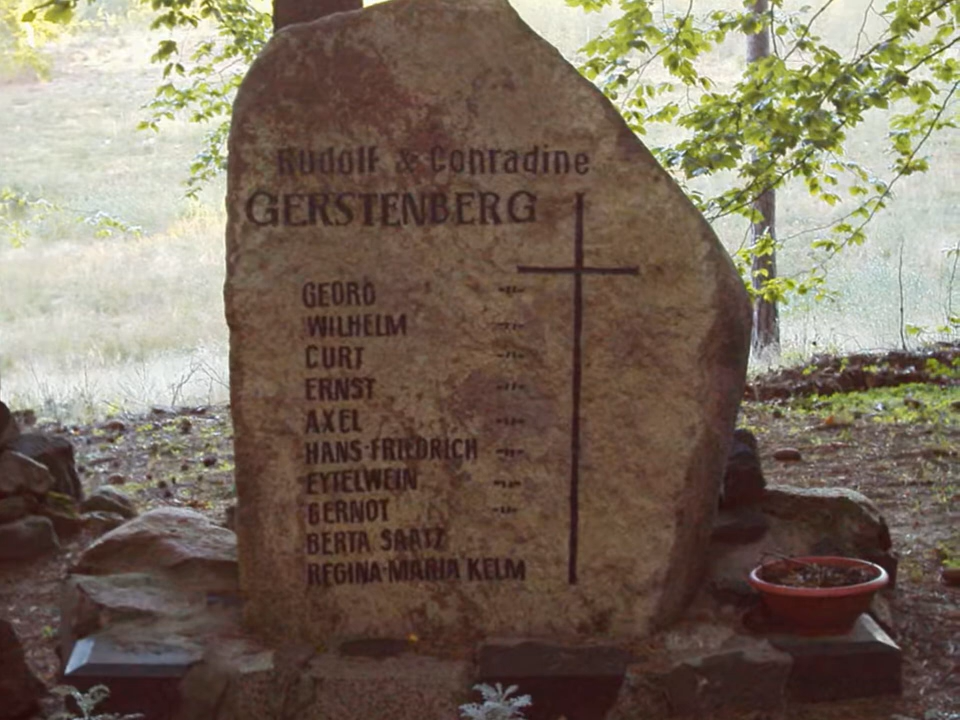 Rudolf & Conradine
GERSTENBERG
GEORG -"-
WILHELM -"-
CURT -"-
ERNST -"-
AXEL -"-
HANS-FRIEDRICH -"-
EYTELWEIN -"-
GERNOT -"-
BERTA SAATZ
REGINA-MARIA KELM